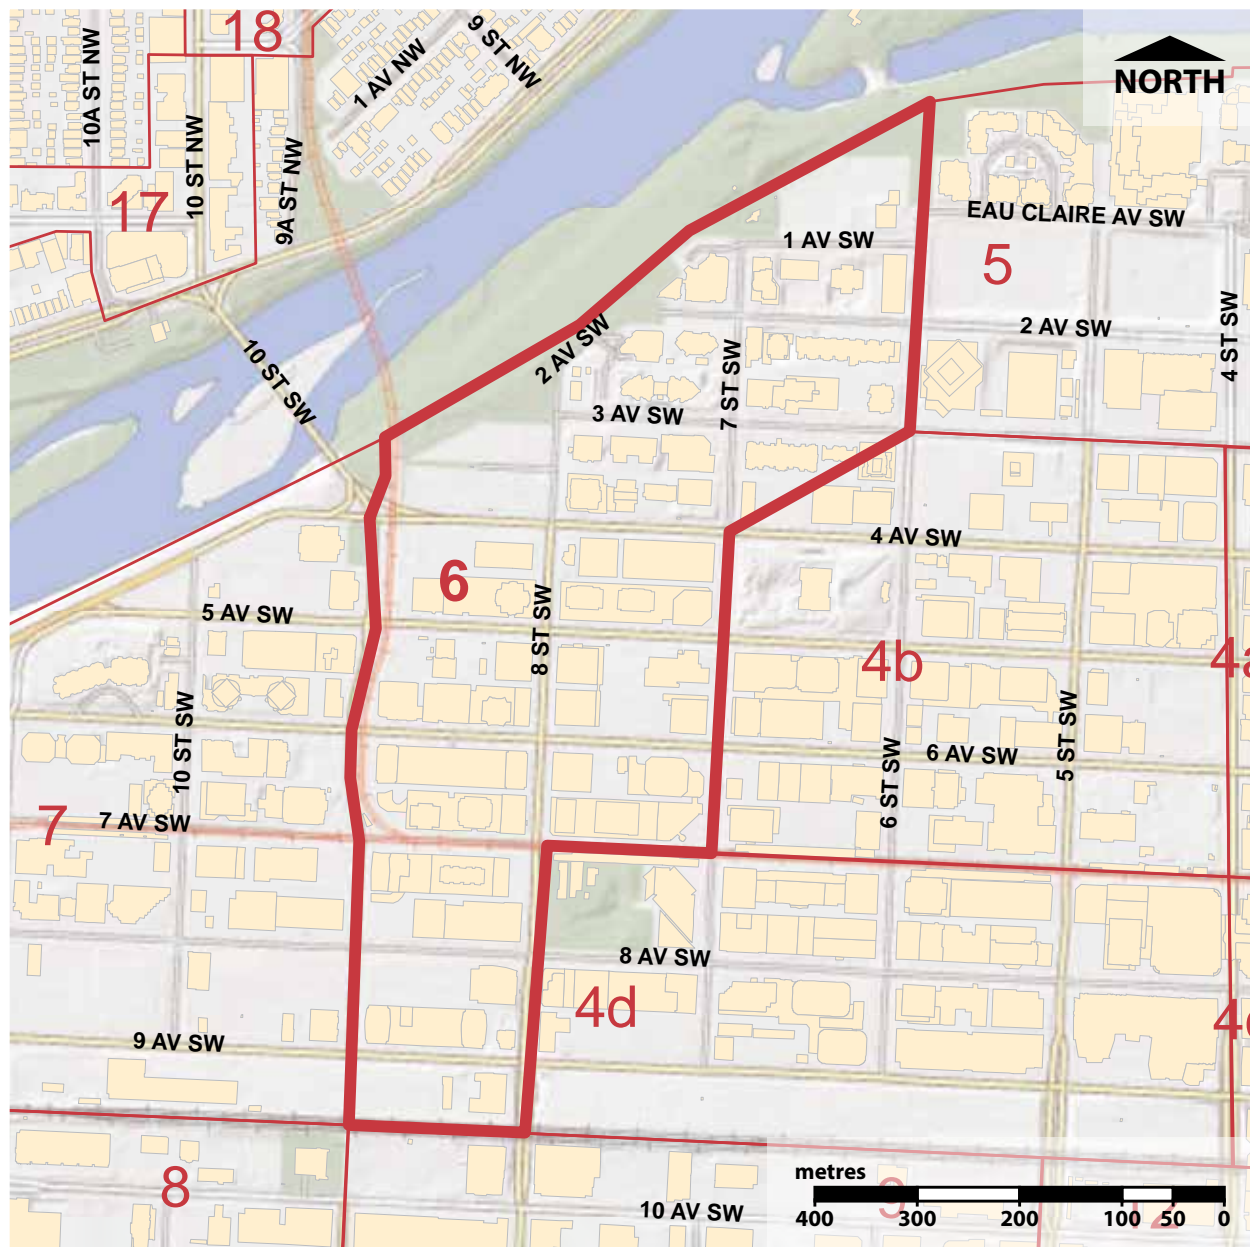 18
9 ST NW
10A ST NW
1 AV NW
NORTH
10 ST NW
9A ST NW
17
EAU CLAIRE AV SW
1 AV SW
5
2 AV SW
4 ST SW
10 ST SW
2 AV SW
7 ST SW
3 AV SW
4 AV SW
6
5 AV SW
8 ST SW
4b
4a
10 ST SW
5 ST SW
6 AV SW
6 ST SW
7
7 AV SW
8 AV SW
4d
9 AV SW
8
metres
9
12
10 AV SW
400 300 200 100 50 0